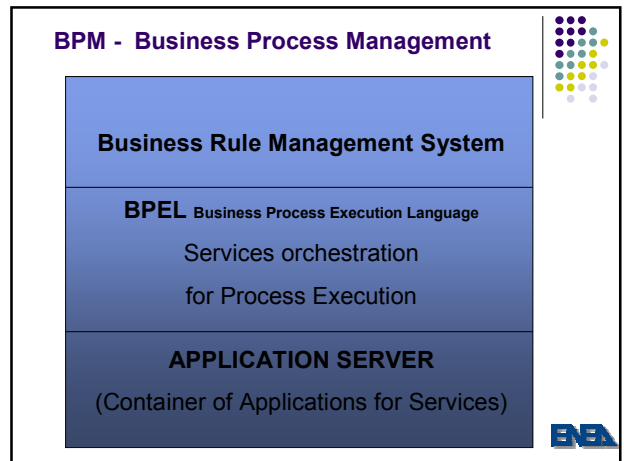 BPM - Business Process Management
Business Rule Management System
BPEL Business Process Execution Language
Services orchestration
for Process Execution
APPLICATION SERVER
(Container of Applications for Services)
ENEA